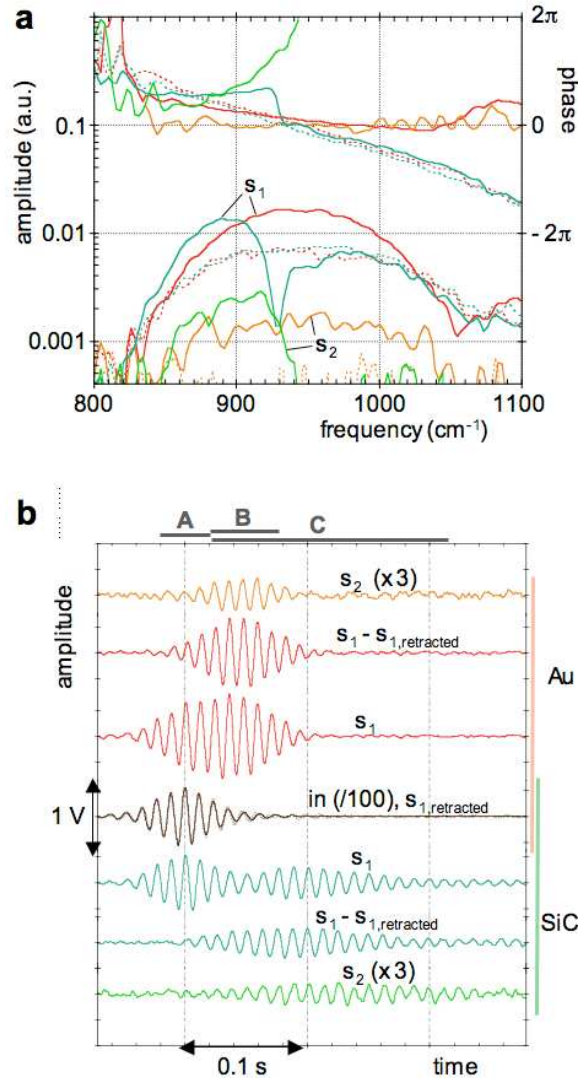 a
2π
0.1
0
amplitude (a.u.)
phase
s1
0.01
- 2π
0.001
s2
800
900
1000
1100
frequency (cm-1)
b
A
B
C
s2 (x3)
amplitude
s1 - s1,retracted
Au
s1
1 V
in (/100), s1,retracted
s1
SiC
s1 - s1,retracted
s2 (x3)
0.1 s
time